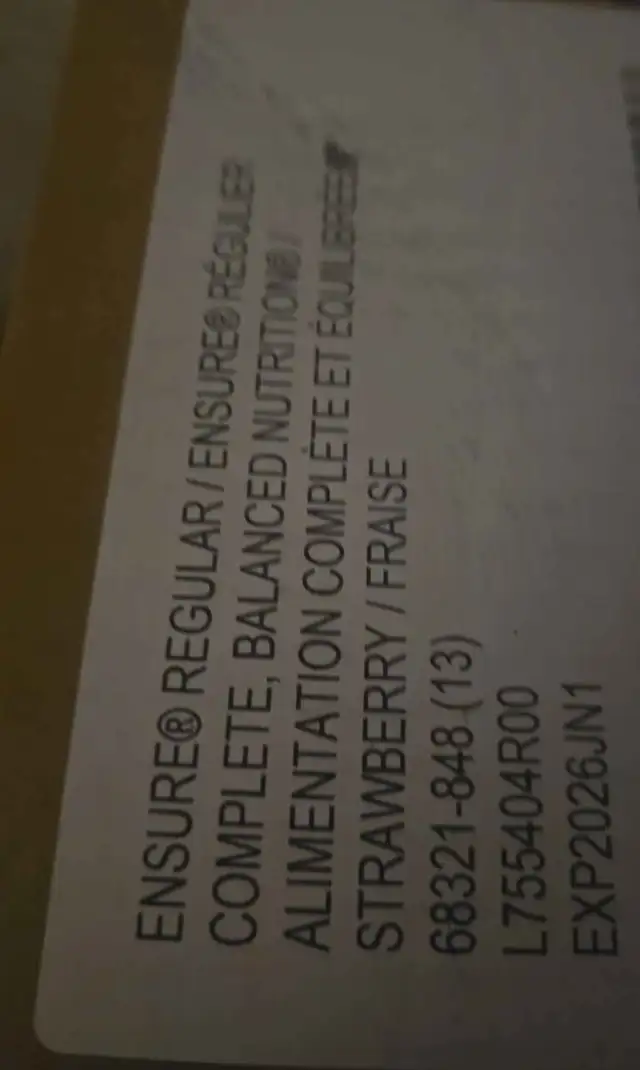 ENSURE® REGULAR / ENSURE® RÉGULIER
COMPLETE, BALANCED NUTRITION® /
ALIMENTATION COMPLÈTE ET ÉQUILIBRÉE
STRAWBERRY / FRAISE
68321-848 (13)
L755404R00
EXP2026JN1